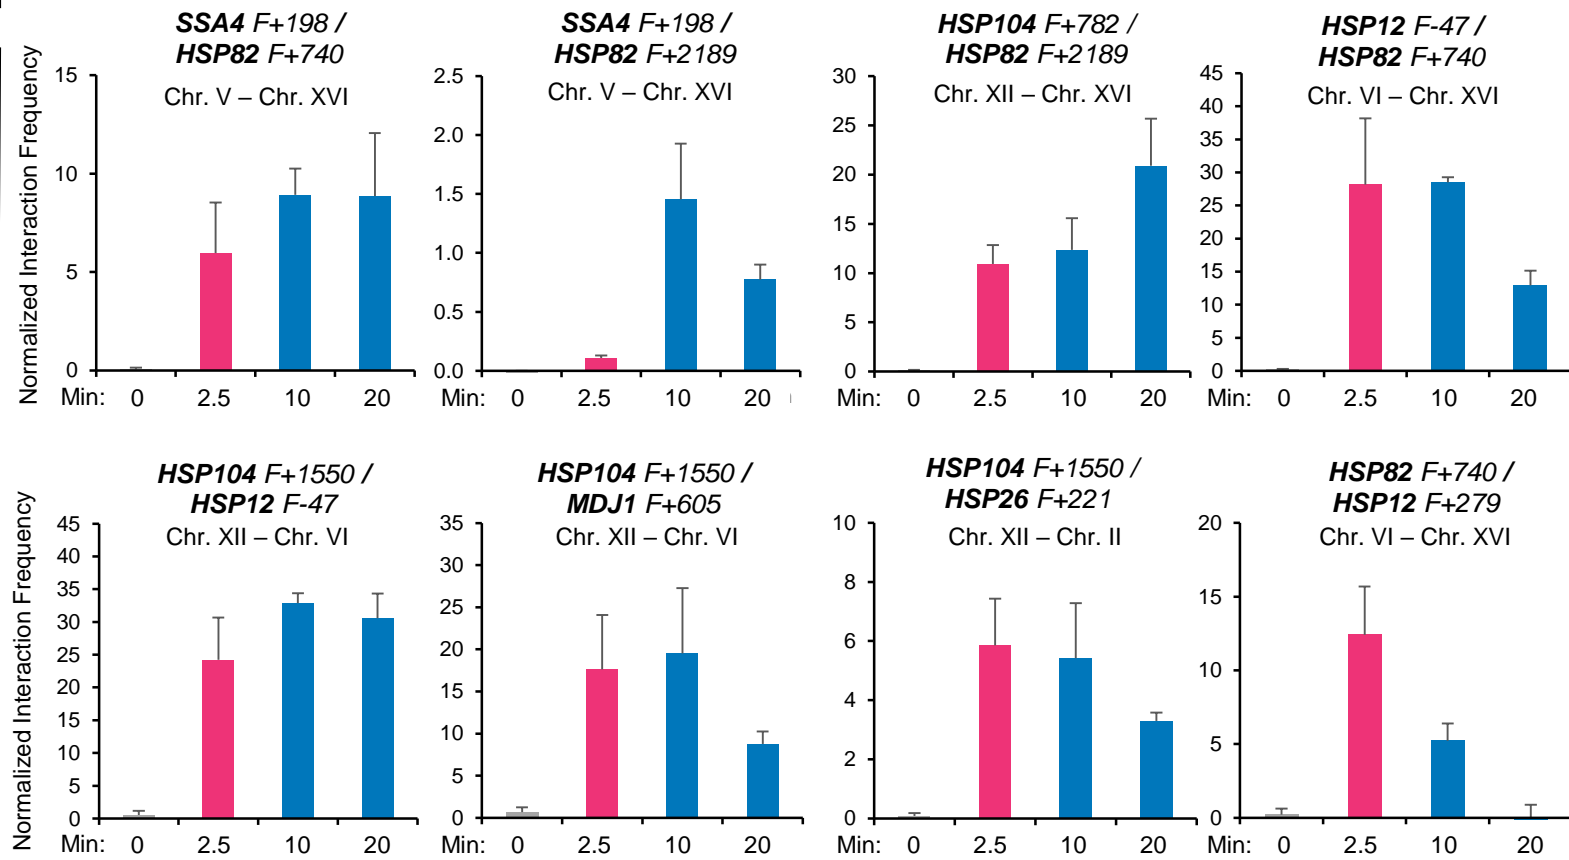 Normalized Interaction Frequency
SSA4 F+198 /
HSP82 F+740
Chr. V – Chr. XVI
15
10
5
0
Min: 0 2.5 10 20
SSA4 F+198 /
HSP82 F+2189
Chr. V – Chr. XVI
2.5
2.0
1.5
1.0
0.5
0.0
Min: 0 2.5 10 20
HSP104 F+782 /
HSP82 F+2189
Chr. XII – Chr. XVI
30
25
20
15
10
5
0
Min: 0 2.5 10 20
HSP12 F-47 /
HSP82 F+740
Chr. VI – Chr. XVI
45
40
35
30
25
20
15
10
5
0
Min: 0 2.5 10 20
Normalized Interaction Frequency
HSP104 F+1550 /
HSP12 F-47
Chr. XII – Chr. VI
45
40
35
30
25
20
15
10
5
0
Min: 0 2.5 10 20
HSP104 F+1550 /
MDJ1 F+605
Chr. XII – Chr. VI
35
30
25
20
15
10
5
0
Min: 0 2.5 10 20
HSP104 F+1550 /
HSP26 F+221
Chr. XII – Chr. II
10
8
6
4
2
0
Min: 0 2.5 10 20
HSP82 F+740 /
HSP12 F+279
Chr. VI – Chr. XVI
20
15
10
5
0
Min: 0 2.5 10 20